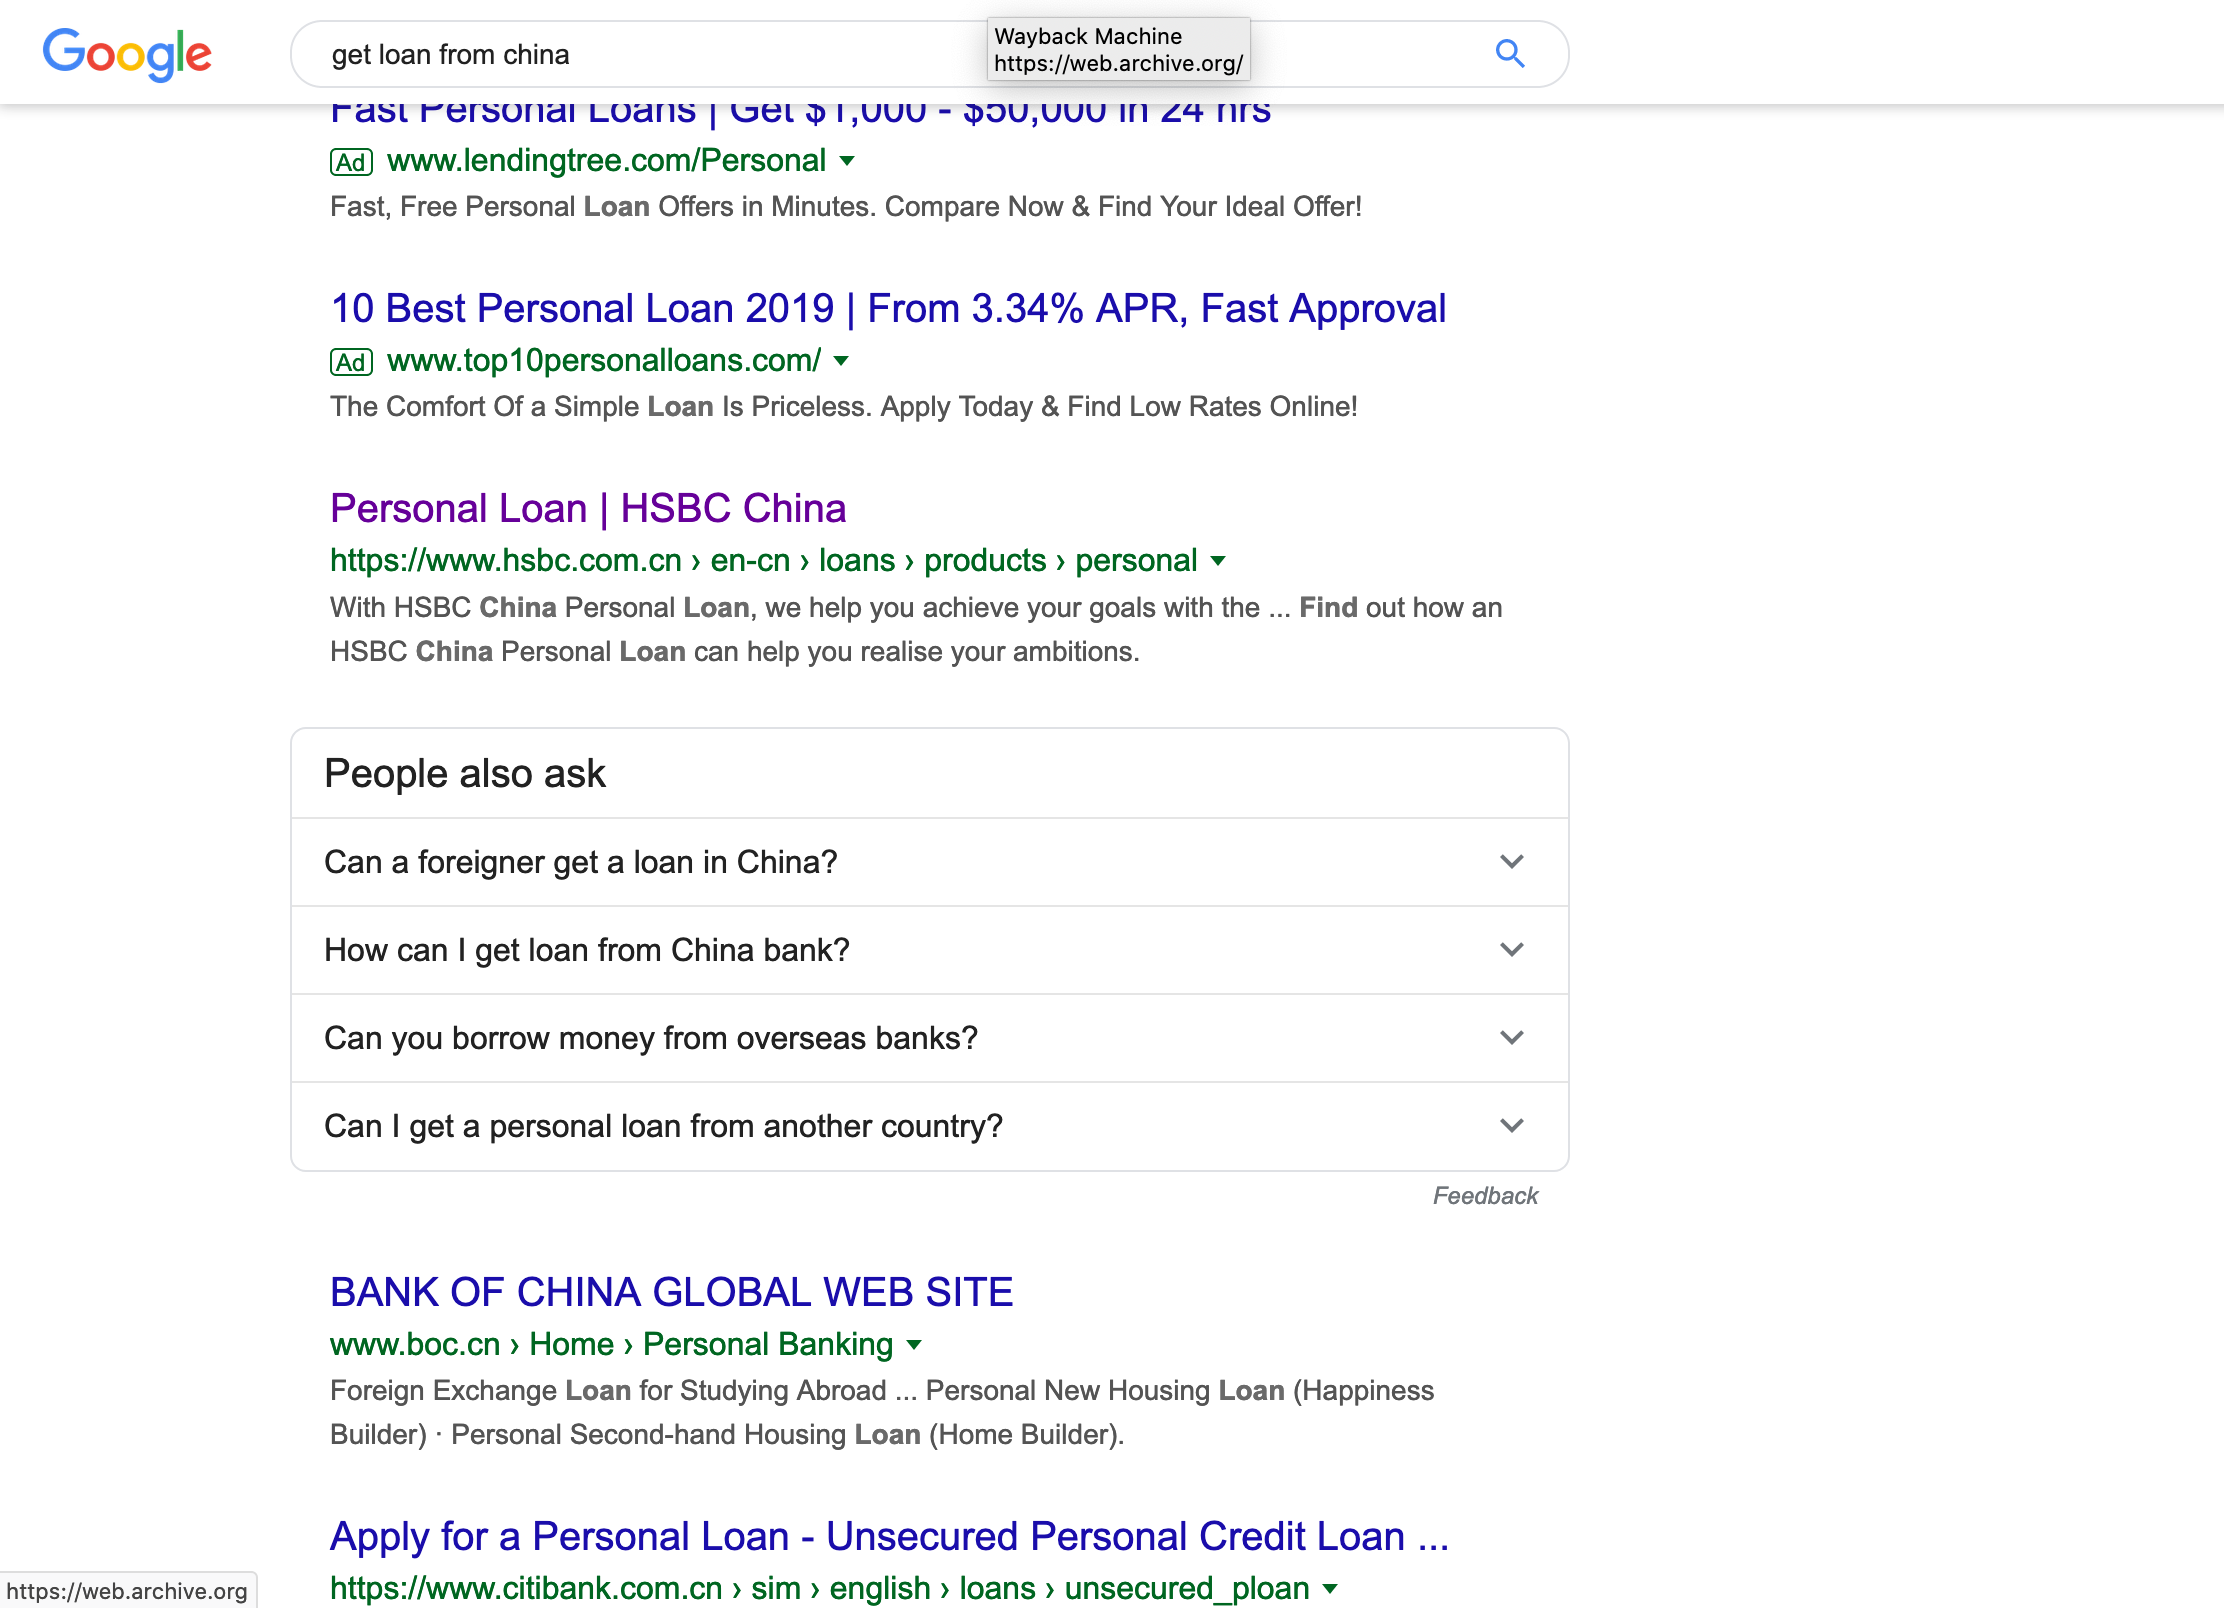 Google
get loan from china
Wayback Machine
https://web.archive.org/
Fast Personal Loans | Get $1,000 - $50,000 in 24 hrs
Ad www.lendingtree.com/Personal
Fast, Free Personal Loan Offers in Minutes. Compare Now & Find Your Ideal Offer!
10 Best Personal Loan 2019 | From 3.34% APR, Fast Approval
Ad www.top10personalloans.com/
The Comfort Of a Simple Loan Is Priceless. Apply Today & Find Low Rates Online!
Personal Loan | HSBC China
https://www.hsbc.com.cn › en-cn › loans › products › personal
With HSBC China Personal Loan, we help you achieve your goals with the ... Find out how an
HSBC China Personal Loan can help you realise your ambitions.
People also ask
Can a foreigner get a loan in China?
How can I get loan from China bank?
Can you borrow money from overseas banks?
Can I get a personal loan from another country?
Feedback
BANK OF CHINA GLOBAL WEB SITE
www.boc.cn › Home › Personal Banking
Foreign Exchange Loan for Studying Abroad ... Personal New Housing Loan (Happiness
Builder) · Personal Second-hand Housing Loan (Home Builder).
Apply for a Personal Loan - Unsecured Personal Credit Loan ...
https://www.citibank.com.cn › sim › english › loans › unsecured_ploan
https://web.archive.org